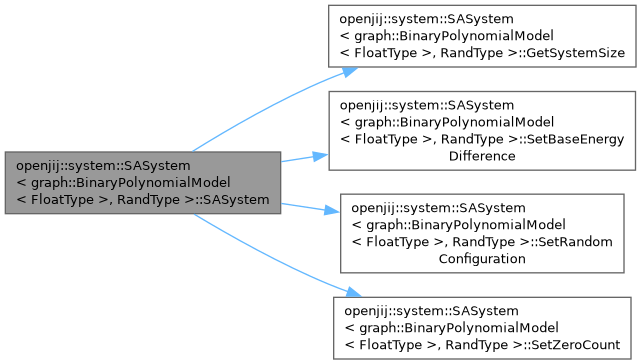 openjij::system::SASystem
< graph::BinaryPolynomialModel
< FloatType >, RandType >::SASystem
openjij::system::SASystem
< graph::BinaryPolynomialModel
< FloatType >, RandType >::GetSystemSize
openjij::system::SASystem
< graph::BinaryPolynomialModel
< FloatType >, RandType >::SetBaseEnergy
Difference
openjij::system::SASystem
< graph::BinaryPolynomialModel
< FloatType >, RandType >::SetRandom
Configuration
openjij::system::SASystem
< graph::BinaryPolynomialModel
< FloatType >, RandType >::SetZeroCount